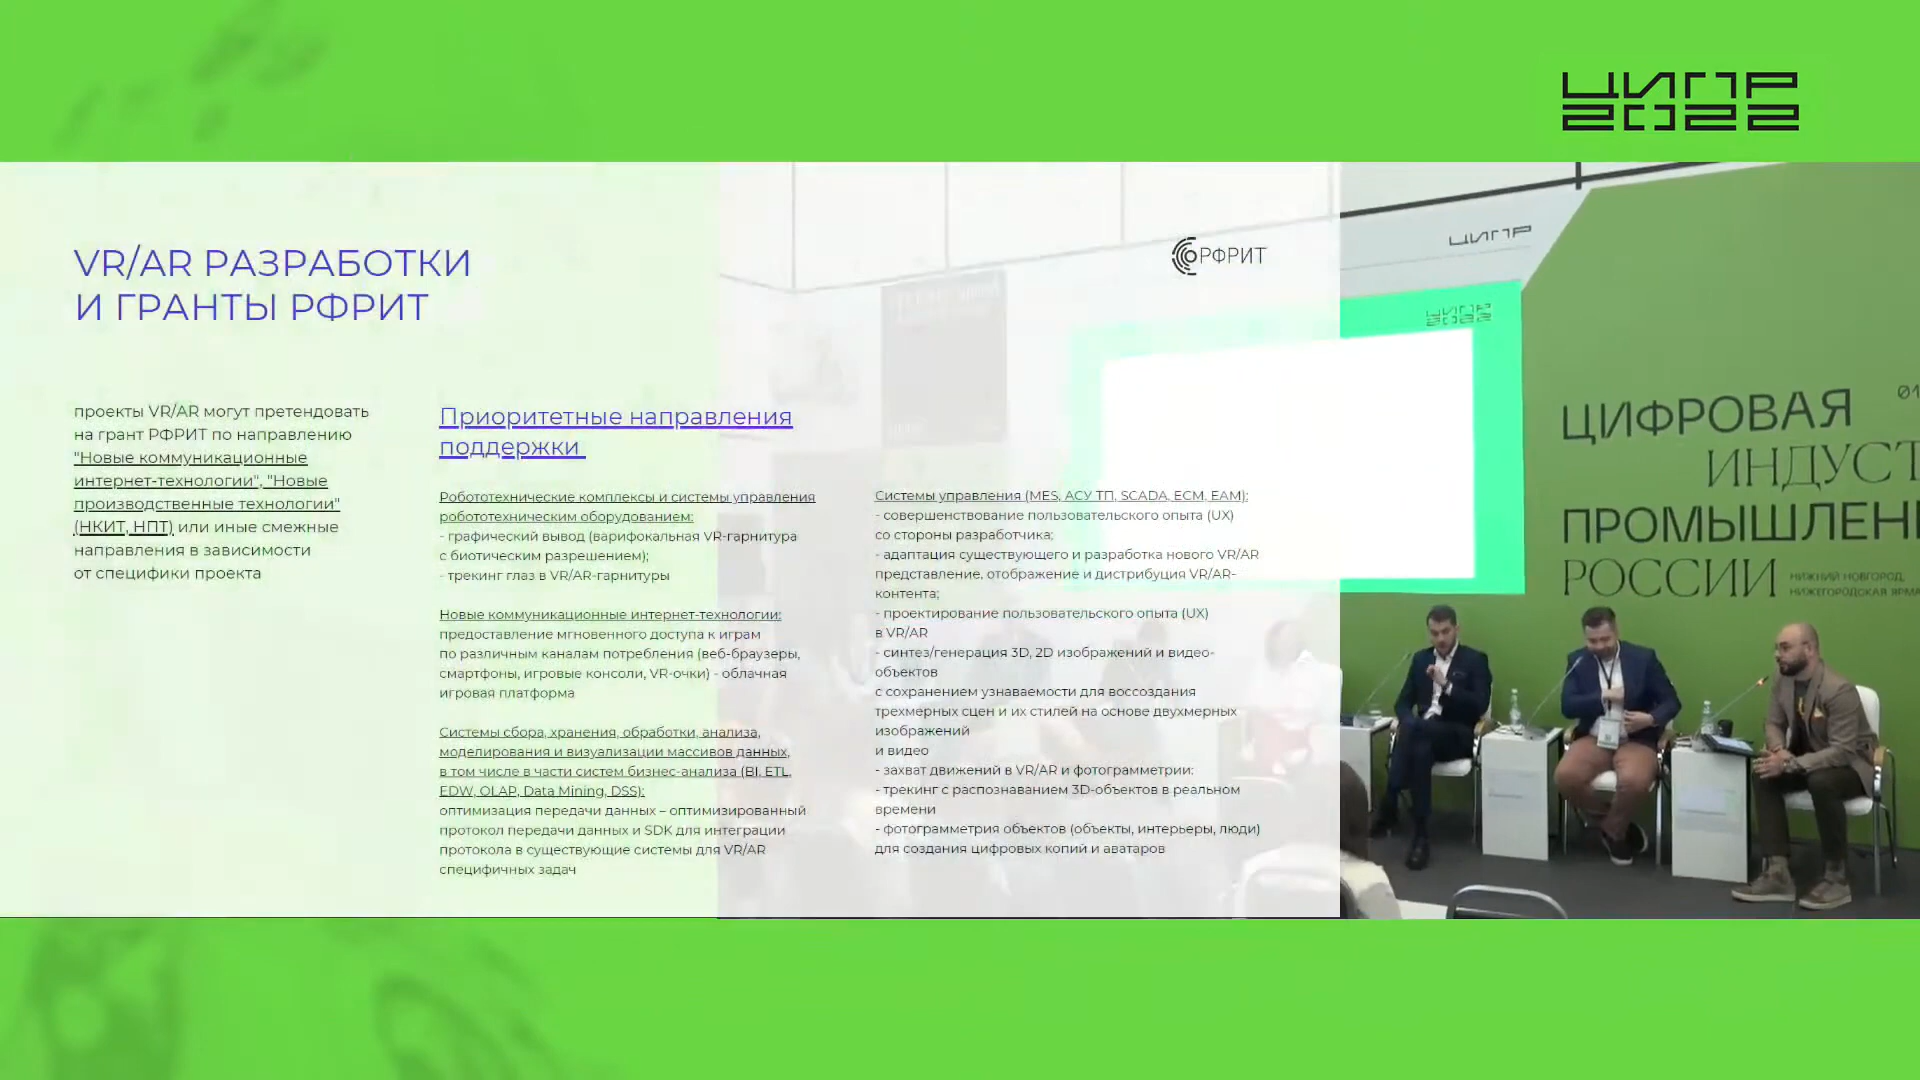 ЦИПР
2022
VR/AR РАЗРАБОТКИ
И ГРАНТЫ РФРИТ
РФРИТ
проекты VR/AR могут претендовать
на грант РФРИТ по направлению
"Новые коммуникационные
интернет-технологии", "Новые
производственные технологии"
(НКИТ, НПТ) или иные смежные
направления в зависимости
от специфики проекта
Приоритетные направления
поддержки
Робототехнические комплексы и системы управления
робототехническим оборудованием:
- графический вывод (варифокальная VR-гарнитура
с биотическим разрешением);
- трекинг глаз в VR/AR-гарнитуры
Новые коммуникационные интернет-технологии:
предоставление мгновенного доступа к играм
по различным каналам потребления (веб-браузеры,
смартфоны, игровые консоли, VR-очки) - облачная
игровая платформа
Системы сбора, хранения, обработки, анализа,
моделирования и визуализации массивов данных,
в том числе в части систем бизнес-анализа (BI, ETL,
EDW, OLAP, Data Mining, DSS):
оптимизация передачи данных – оптимизированный
протокол передачи данных и SDK для интеграции
протокола в существующие системы для VR/AR
специфичных задач
Системы управления (MES, АСУ ТП, SCADA, ECM, EAM):
- совершенствование пользовательского опыта (UX)
со стороны разработчика;
- адаптация существующего и разработка нового VR/AR
представление, отображение и дистрибуция VR/AR-
контента;
- проектирование пользовательского опыта (UX)
в VR/AR
- синтез/генерация 3D, 2D изображений и видео-
объектов
с сохранением узнаваемости для воссоздания
трехмерных сцен и их стилей на основе двухмерных
изображений
и видео
- захват движений в VR/AR и фотограмметрии:
- трекинг с распознаванием 3D-объектов в реальном
времени
- фотограмметрия объектов (объекты, интерьеры, люди)
для создания цифровых копий и аватаров
ЦИПР
ЦИПР
2022
ЦИФРОВАЯ
01
ИНДУСТ
ПРОМЫШЛЕН
РОССИИ
НИЖНИЙ НОВГОРОД,
НИЖЕГОРОДСКАЯ ЯРМА